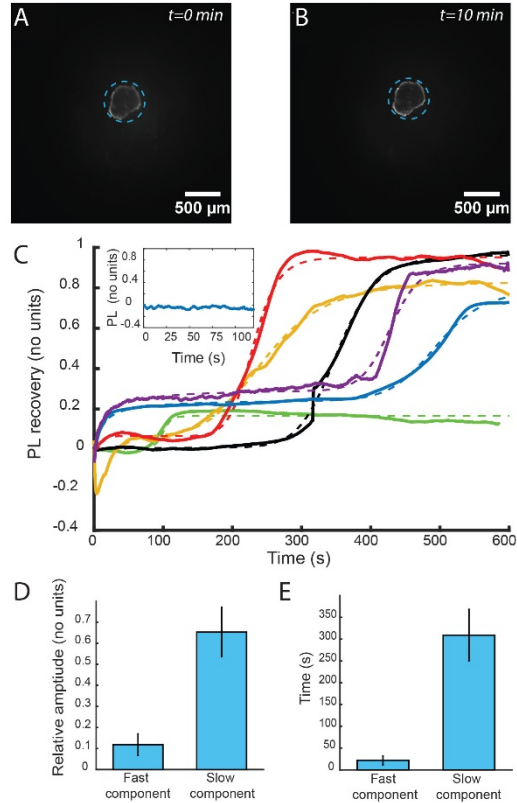 A
t=0 min
500 µm
B
t=10 min
500 µm
C
PL recovery (no units)
1
0.8
0.6
0.4
0.2
0
-0.2
-0.4
0
100
200
300
400
500
600
Time (s)
PL (no units)
0.8
0.4
0
-0.4
0
25
50
75
100
Time (s)
D
Relative amptiude (no units)
0.7
0.6
0.5
0.4
0.3
0.2
0.1
0
Fast
component
Slow
component
E
Time (s)
350
300
250
200
150
100
50
0
Fast
component
Slow
component